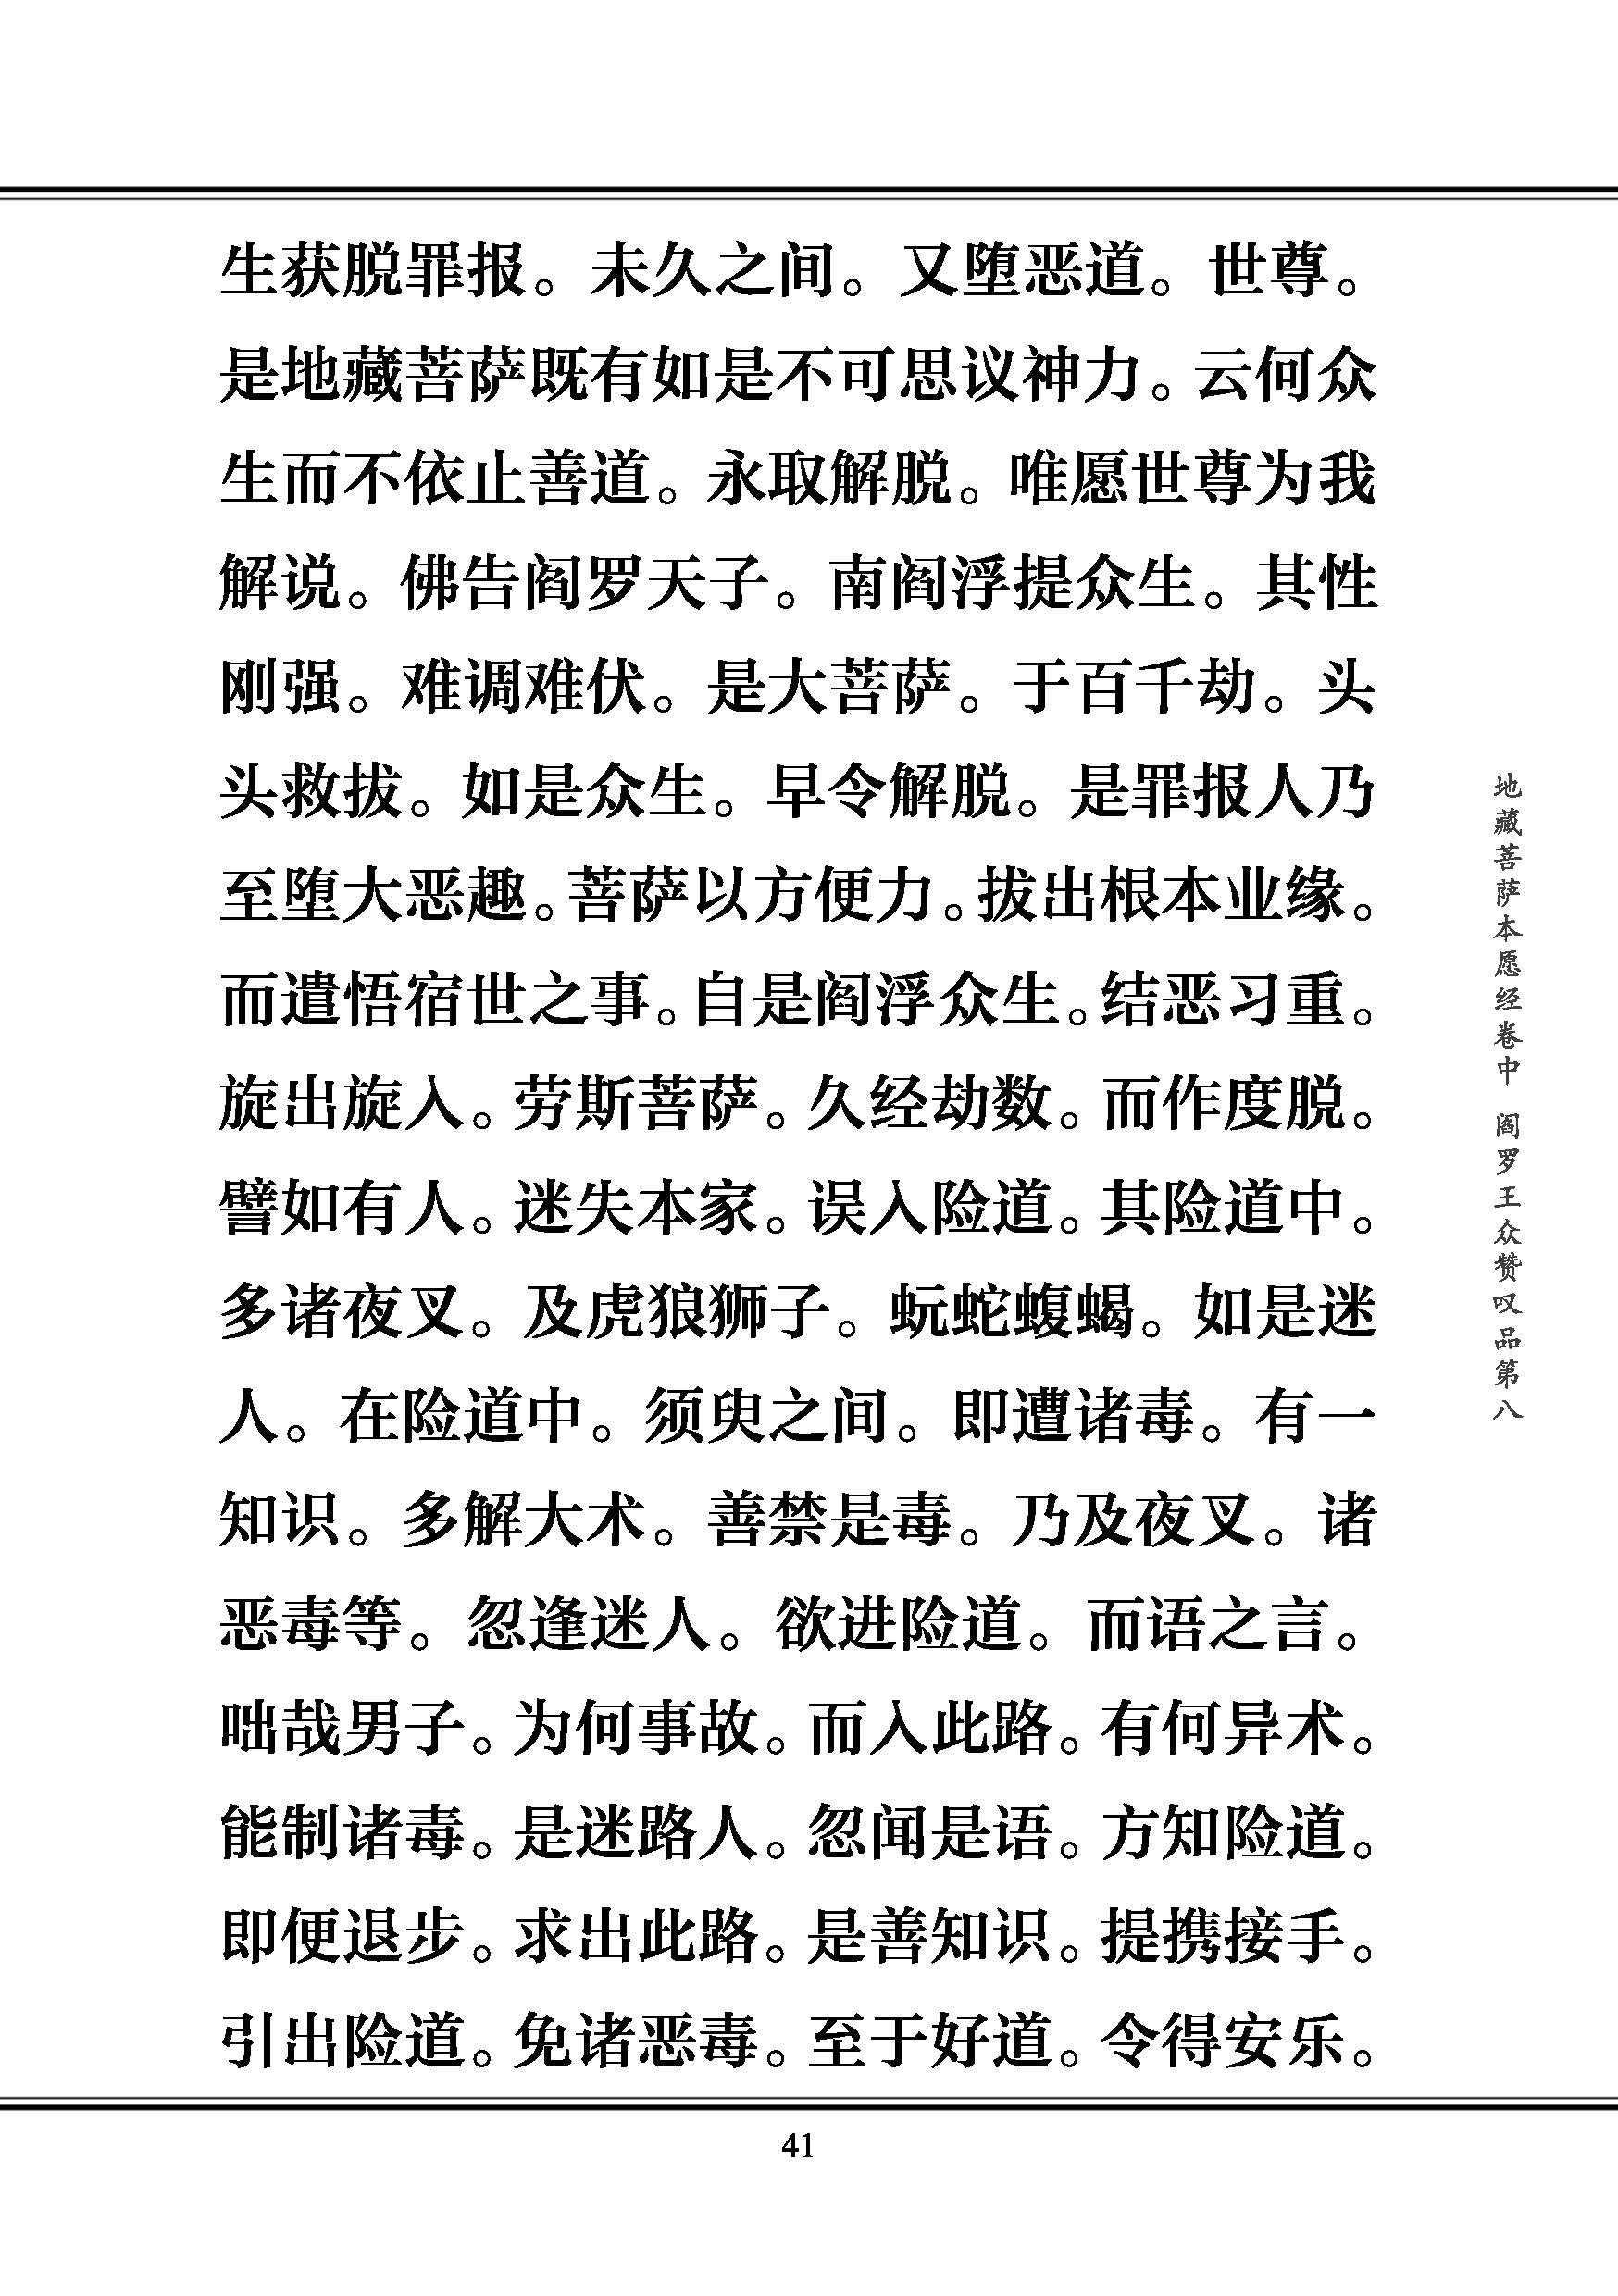 生获脱罪报。未久之间。又堕恶道。世尊。
是地藏菩萨既有如是不可思议神力。云何众
生而不依止善道。永取解脱。唯愿世尊为我
解说。佛告阎罗天子。南阎浮提众生。其性
刚强。难调难伏。是大菩萨。于百千劫。头
头救拔。如是众生。早令解脱。是罪报人乃
至堕大恶趣。菩萨以方便力。拔出根本业缘。
而遣悟宿世之事。自是阎浮众生。结恶习重。
旋出旋入。劳斯菩萨。久经劫数。而作度脱。
譬如有人。迷失本家。误入险道。其险道中。
多诸夜叉。及虎狼狮子。蚖蛇蝮蝎。如是迷
人。在险道中。须臾之间。即遭诸毒。有一
知识。多解大术。善禁是毒。乃及夜叉。诸
恶毒等。忽逢迷人。欲进险道。而语之言。
咄哉男子。为何事故。而入此路。有何异术。
能制诸毒。是迷路人。忽闻是语。方知险道。
即便退步。求出此路。是善知识。提携接手。
引出险道。免诸恶毒。至于好道。令得安乐。
地藏菩萨本愿经卷中 阎罗王众赞叹品第八
41